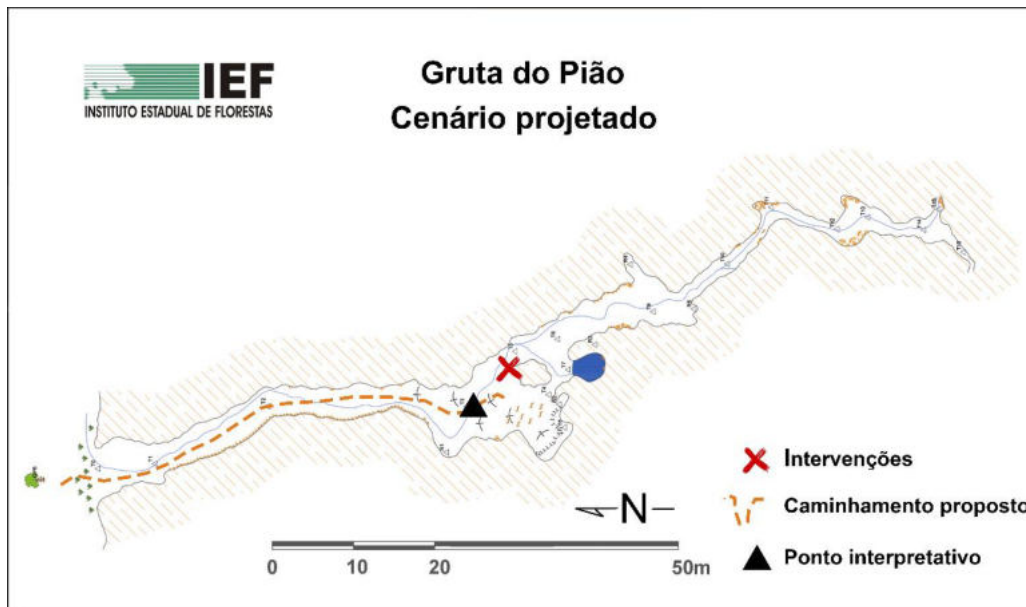 IEF
INSTITUTO ESTADUAL DE FLORESTAS
Gruta do Pião
Cenário projetado
N
Intervenções
Caminhamento proposto
Ponto interpretativo
0 10 20 50m